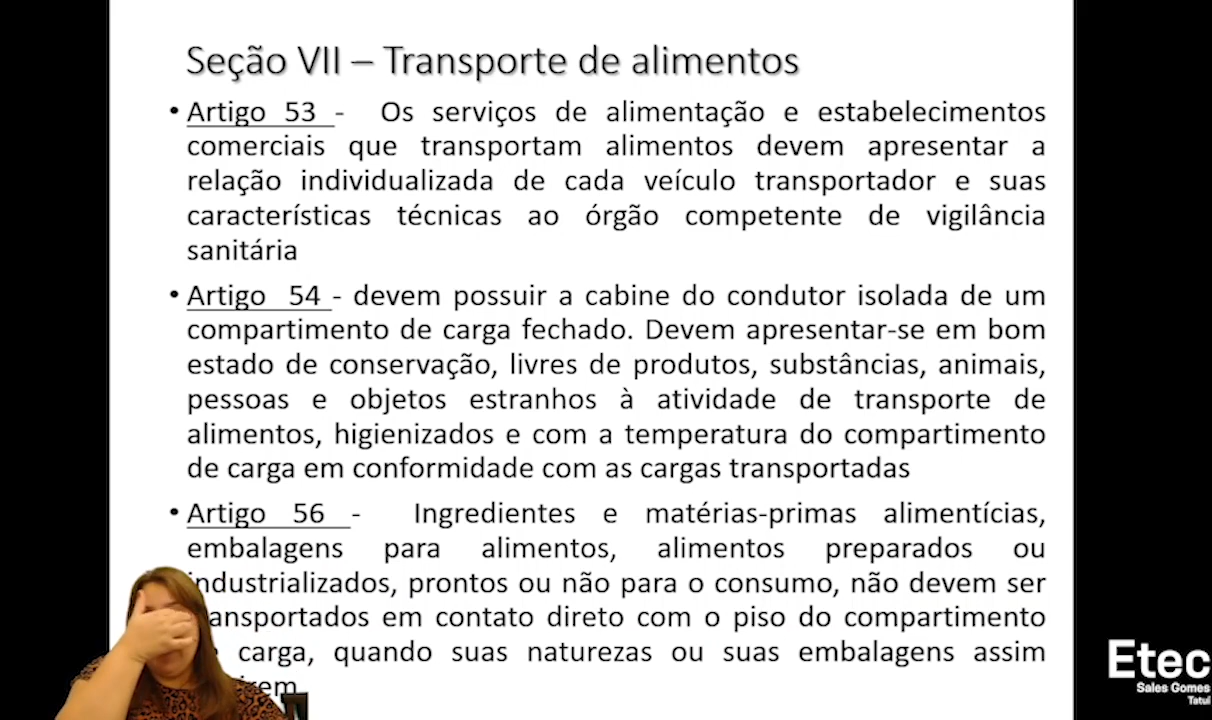 Seção VII – Transporte de alimentos
• Artigo 53 - Os serviços de alimentação e estabelecimentos
comerciais que transportam alimentos devem apresentar a
relação individualizada de cada veículo transportador e suas
características técnicas ao órgão competente de vigilância
sanitária
• Artigo 54 - devem possuir a cabine do condutor isolada de um
compartimento de carga fechado. Devem apresentar-se em bom
estado de conservação, livres de produtos, substâncias, animais,
pessoas e objetos estranhos à atividade de transporte de
alimentos, higienizados e com a temperatura do compartimento
de carga em conformidade com as cargas transportadas
• Artigo 56 - Ingredientes e matérias-primas alimentícias,
embalagens para alimentos, alimentos preparados ou
industrializados, prontos ou não para o consumo, não devem ser
transportados em contato direto com o piso do compartimento
carga, quando suas naturezas ou suas embalagens assim
Etec
Sales Gomes
Tatuí